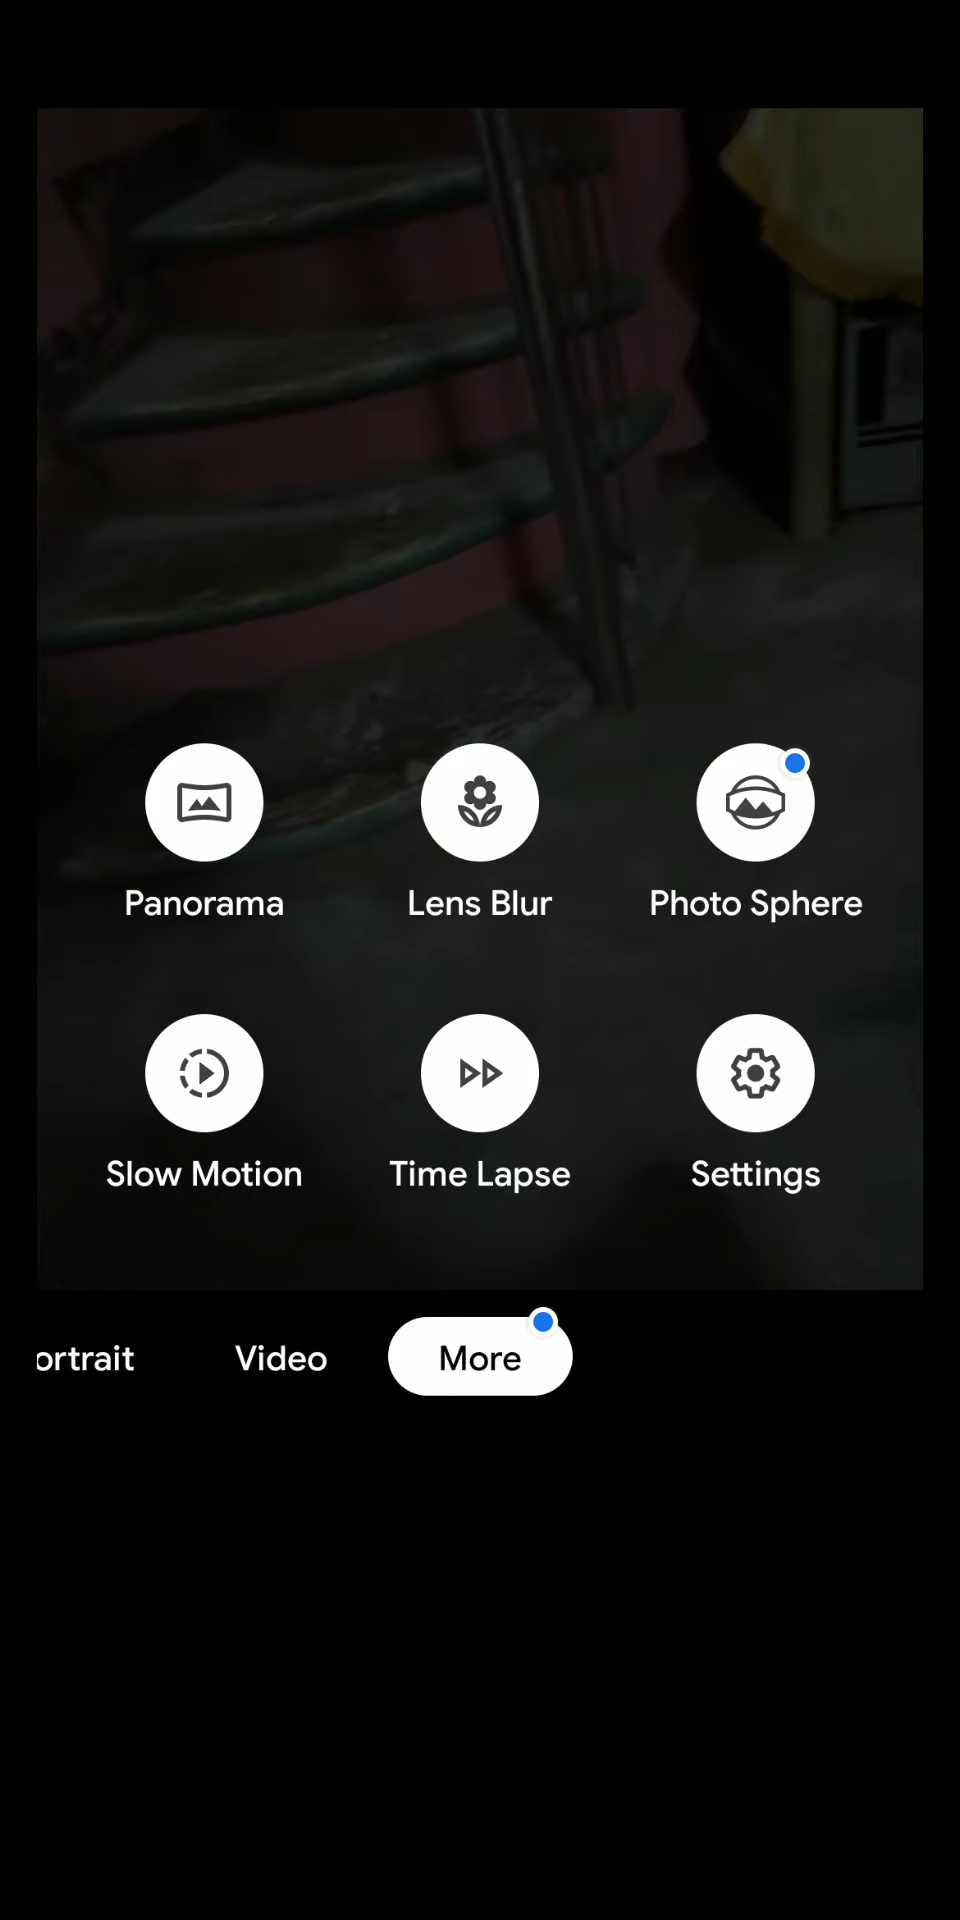 Panorama
Lens Blur
Photo Sphere
Slow Motion
Time Lapse
Settings
ortrait
Video
More